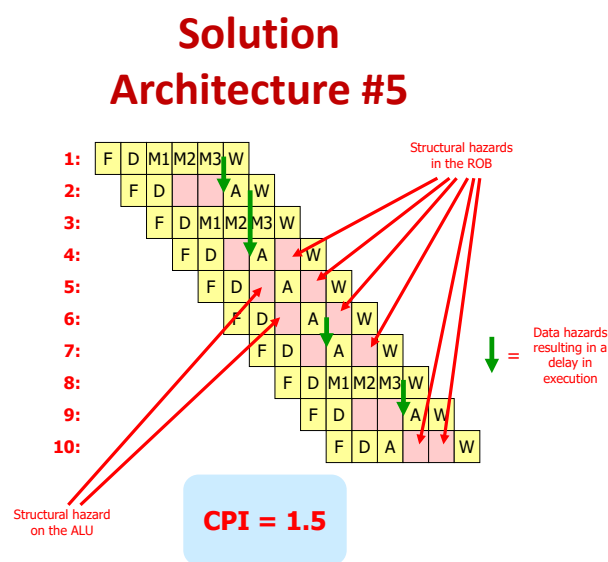 Solution
Architecture #5
Structural hazards
in the ROB
1: F D M1 M2 M3 W
2: F D A W
3: F D M1 M2 M3 W
4: F D A W
5: F D A W
6: F D A W
7: F D A W
8: F D M1 M2 M3 W
9: F D A W
10: F D A W
= Data hazards
resulting in a
delay in
execution
Structural hazard
on the ALU
CPI = 1.5